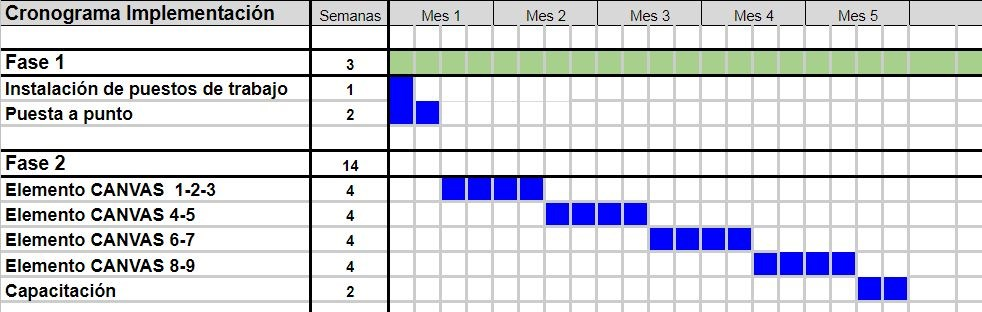 Cronograma Implementación Semanas Mes 1 Mes 2 Mes 3 Mes 4 Mes 5
Fase 1 3
Instalación de puestos de trabajo 1
Puesta a punto 2
Fase 2 14
Elemento CANVAS  1-2-3 4
Elemento CANVAS 4-5 4
Elemento CANVAS 6-7 4
Elemento CANVAS 8-9 4
Capacitación 2